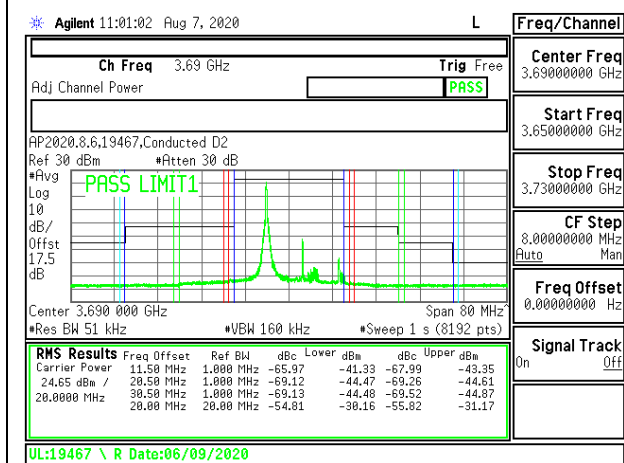 Agilent 11:01:02 Aug 7, 2020 L
Freq/Channel
Ch Freq 3.69 GHz Trig Free
Adj Channel Power PASS
AP2020.8.6,19467,Conducted D2
Ref 30 dBm #Atten 30 dB
#Avg
Log
10
dB/
Offst
17.5
dB
PASS LIMIT1
Center 3.690 000 GHz Span 80 MHz^
#Res BW 51 kHz #VBW 160 kHz #Sweep 1 s (8192 pts)
RMS Results Freq Offset Ref BW dBc Lower dBm dBc Upper dBm
Carrier Power 11.50 MHz 1.000 MHz -65.97 -41.33 -67.99 -43.35
24.65 dBm / 20.50 MHz 1.000 MHz -69.12 -44.47 -69.26 -44.61
20.0000 MHz 30.50 MHz 1.000 MHz -69.13 -44.48 -69.52 -44.87
20.00 MHz 20.00 MHz -54.81 -30.16 -55.82 -31.17
UL:19467 \ R Date:06/09/2020
Center Freq
3.69000000 GHz
Start Freq
3.65000000 GHz
Stop Freq
3.73000000 GHz
CF Step
8.00000000 MHz
Auto Man
Freq Offset
0.00000000 Hz
Signal Track
On Off